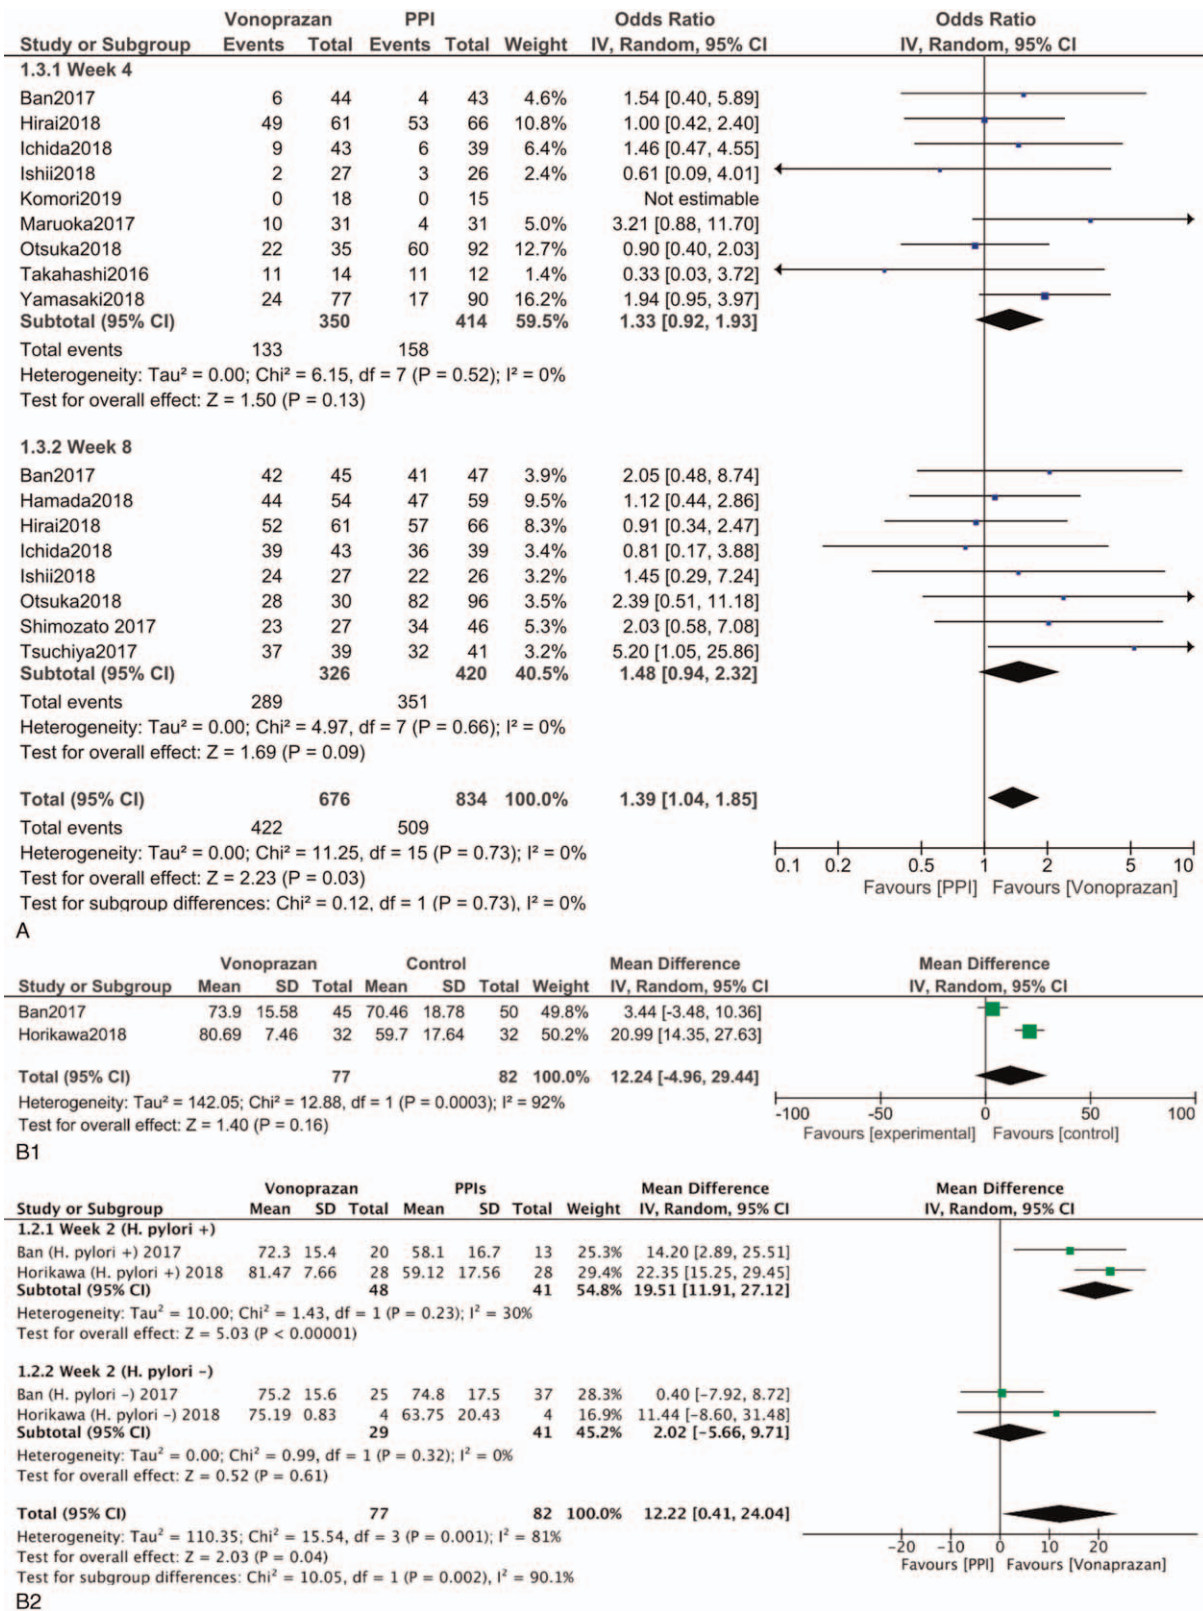 Vonoprazan PPI Odds Ratio Odds Ratio
Study or Subgroup Events Total Events Total Weight IV, Random, 95% CI IV, Random, 95% CI
1.3.1 Week 4
Ban2017 6 44 4 43 4.6% 1.54 [0.40, 5.89]
Hirai2018 49 61 53 66 10.8% 1.00 [0.42, 2.40]
Ichida2018 9 43 6 39 6.4% 1.46 [0.47, 4.55]
Ishii2018 2 27 3 26 2.4% 0.61 [0.09, 4.01]
Komori2019 0 18 0 15 Not estimable
Maruoka2017 10 31 4 31 5.0% 3.21 [0.88, 11.70]
Otsuka2018 22 35 60 92 12.7% 0.90 [0.40, 2.03]
Takahashi2016 11 14 11 12 1.4% 0.33 [0.03, 3.72]
Yamasaki2018 24 77 17 90 16.2% 1.94 [0.95, 3.97]
Subtotal (95% CI) 350 414 59.5% 1.33 [0.92, 1.93]
Total events 133 158
Heterogeneity: Tau² = 0.00; Chi² = 6.15, df = 7 (P = 0.52); I² = 0%
Test for overall effect: Z = 1.50 (P = 0.13)
1.3.2 Week 8
Ban2017 42 45 41 47 3.9% 2.05 [0.48, 8.74]
Hamada2018 44 54 47 59 9.5% 1.12 [0.44, 2.86]
Hirai2018 52 61 57 66 8.3% 0.91 [0.34, 2.47]
Ichida2018 39 43 36 39 3.4% 0.81 [0.17, 3.88]
Ishii2018 24 27 22 26 3.2% 1.45 [0.29, 7.24]
Otsuka2018 28 30 82 96 3.5% 2.39 [0.51, 11.18]
Shimozato 2017 23 27 34 46 5.3% 2.03 [0.58, 7.08]
Tsuchiya2017 37 39 32 41 3.2% 5.20 [1.05, 25.86]
Subtotal (95% CI) 326 420 40.5% 1.48 [0.94, 2.32]
Total events 289 351
Heterogeneity: Tau² = 0.00; Chi² = 4.97, df = 7 (P = 0.66); I² = 0%
Test for overall effect: Z = 1.69 (P = 0.09)
Total (95% CI) 676 834 100.0% 1.39 [1.04, 1.85]
Total events 422 509
Heterogeneity: Tau² = 0.00; Chi² = 11.25, df = 15 (P = 0.73); I² = 0%
Test for overall effect: Z = 2.23 (P = 0.03)
Test for subgroup differences: Chi² = 0.12, df = 1 (P = 0.73), I² = 0%
0.1 0.2 0.5 1 2 5 10
Favours [PPI] Favours [Vonoprazan]
A
Vonoprazan Control Mean Difference Mean Difference
Study or Subgroup Mean SD Total Mean SD Total Weight IV, Random, 95% CI IV, Random, 95% CI
Ban2017 73.9 15.58 45 70.46 18.78 50 49.8% 3.44 [-3.48, 10.36]
Horikawa2018 80.69 7.46 32 59.7 17.64 32 50.2% 20.99 [14.35, 27.63]
Total (95% CI) 77 82 100.0% 12.24 [-4.96, 29.44]
Heterogeneity: Tau² = 142.05; Chi² = 12.88, df = 1 (P = 0.0003); I² = 92%
Test for overall effect: Z = 1.40 (P = 0.16)
-100 -50 0 50 100
Favours [experimental] Favours [control]
B1
Vonoprazan PPIs Mean Difference Mean Difference
Study or Subgroup Mean SD Total Mean SD Total Weight IV, Random, 95% CI IV, Random, 95% CI
1.2.1 Week 2 (H. pylori +)
Ban (H. pylori +) 2017 72.3 15.4 20 58.1 16.7 13 25.3% 14.20 [2.89, 25.51]
Horikawa (H. pylori +) 2018 81.47 7.66 28 59.12 17.56 28 29.4% 22.35 [15.25, 29.45]
Subtotal (95% CI) 48 41 54.8% 19.51 [11.91, 27.12]
Heterogeneity: Tau² = 10.00; Chi² = 1.43, df = 1 (P = 0.23); I² = 30%
Test for overall effect: Z = 5.03 (P < 0.00001)
1.2.2 Week 2 (H. pylori –)
Ban (H. pylori –) 2017 75.2 15.6 25 74.8 17.5 37 28.3% 0.40 [-7.92, 8.72]
Horikawa (H. pylori –) 2018 75.19 0.83 4 63.75 20.43 4 16.9% 11.44 [-8.60, 31.48]
Subtotal (95% CI) 29 41 45.2% 2.02 [-5.66, 9.71]
Heterogeneity: Tau² = 0.00; Chi² = 0.99, df = 1 (P = 0.32); I² = 0%
Test for overall effect: Z = 0.52 (P = 0.61)
Total (95% CI) 77 82 100.0% 12.22 [0.41, 24.04]
Heterogeneity: Tau² = 110.35; Chi² = 15.54, df = 3 (P = 0.001); I² = 81%
Test for overall effect: Z = 2.03 (P = 0.04)
Test for subgroup differences: Chi² = 10.05, df = 1 (P = 0.002), I² = 90.1%
-20 -10 0 10 20
Favours [PPI] Favours [Vonaprazan]
B2